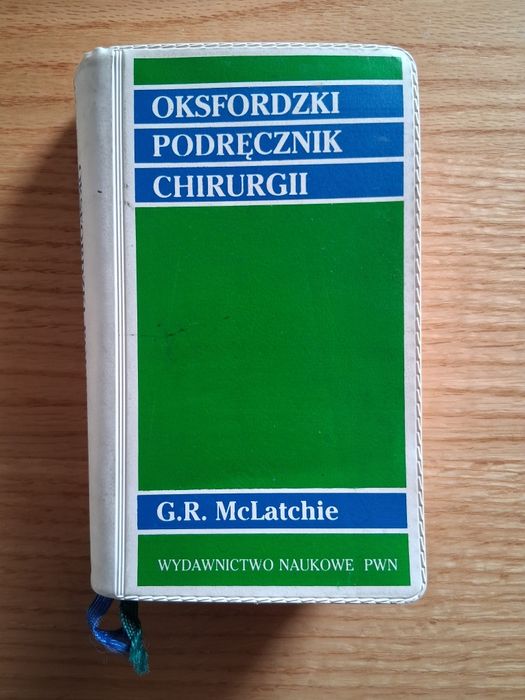 OKSFORDZKI
PODRĘCZNIK
CHIRURGII
G.R. McLatchie
WYDAWNICTWO NAUKOWE PWN